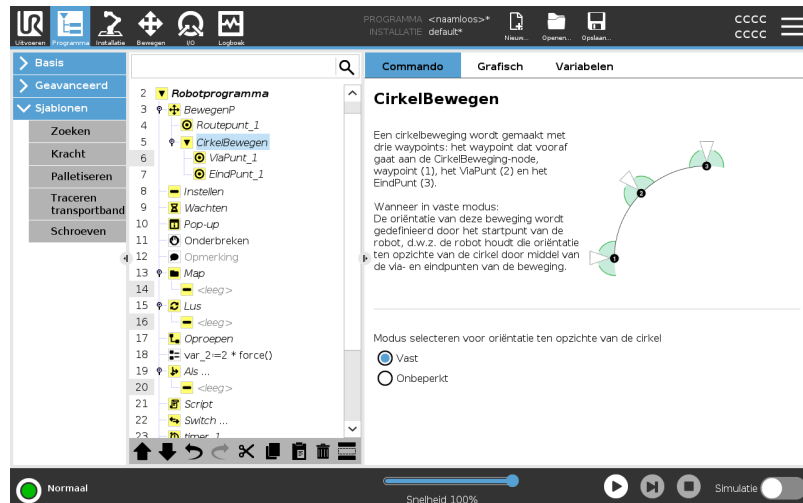 UR
PROGRAMMA <naamloos>*
INSTALLATIE default*
Uitvoeren Programma Installatie Bewegen I/O Logboek
Nieuw... Openen... Opslaan...
CCCC
CCCC
Basis
Geavanceerd
Sjablonen
Zoeken
Kracht
Palletiseren
Traceren
transportband
Schroeven
2 Robotprogramma
3 BewegenP
4 Routepunt_1
5 CirkelBewegen
6 ViaPunt_1
7 EindPunt_1
8 Instellen
9 Wachten
10 Pop-up
11 Onderbreken
12 Opmerking
13 Map
14 <leeg>
15 Lus
16 <leeg>
17 Oproepen
18 var_2:=2 * force()
19 Als ...
20 <leeg>
21 Script
22 Switch ...
23 timer_1
Commando Grafisch Variabelen
CirkelBewegen
Een cirkelbeweging wordt gemaakt met
drie waypoints: het waypoint dat vooraf
gaat aan de CirkelBeweging-node,
waypoint (1), het ViaPunt (2) en het
EindPunt (3).
Wanneer in vaste modus:
De oriëntatie van deze beweging wordt
gedefinieerd door het startpunt van de
robot, d.w.z. de robot houdt die oriëntatie
ten opzichte van de cirkel door middel van
de via- en eindpunten van de beweging.
1
2
3
Modus selecteren voor oriëntatie ten opzichte van de cirkel
Vast
Onbeperkt
Normaal
Snelheid 100%
Simulatie